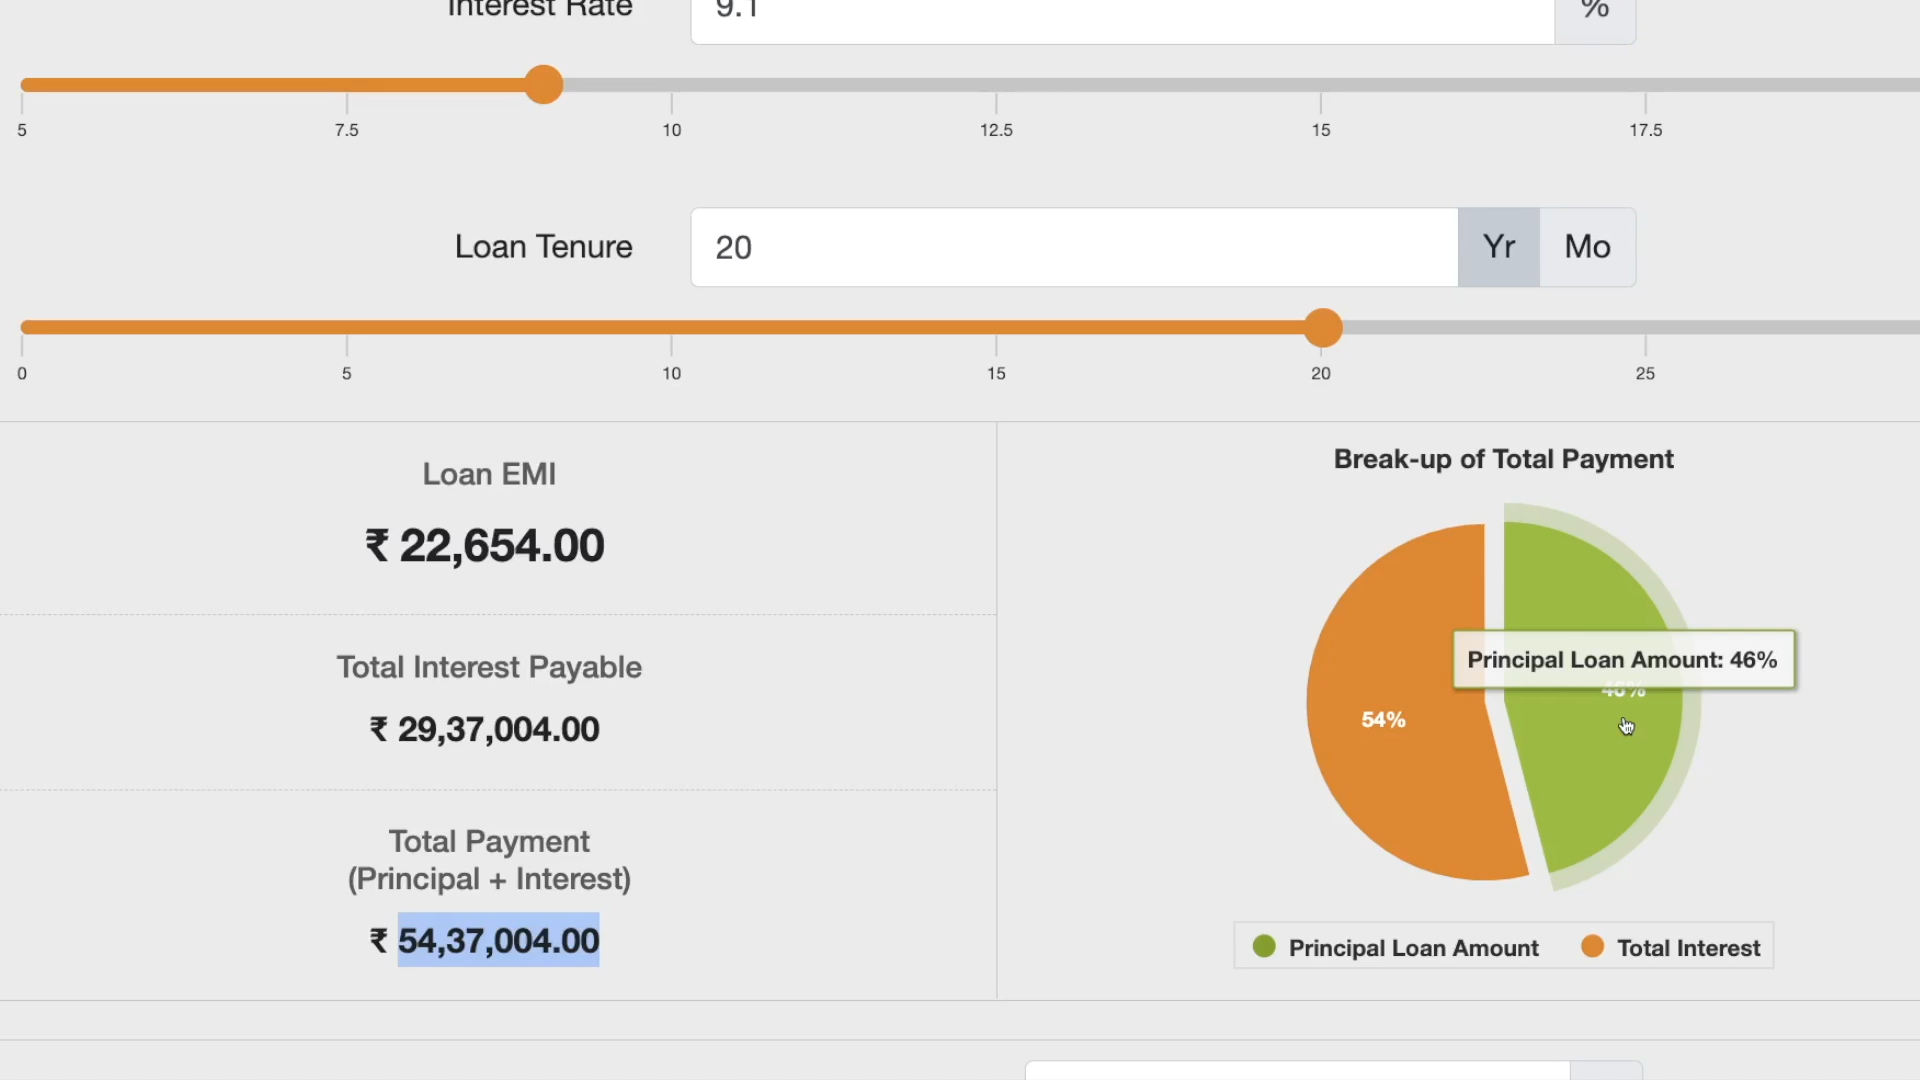 Interest Rate
9.1
%
5
7.5
10
12.5
15
17.5
Loan Tenure
20
Yr
Mo
0
5
10
15
20
25
Loan EMI
₹ 22,654.00
Total Interest Payable
₹ 29,37,004.00
Total Payment
(Principal + Interest)
₹ 54,37,004.00
Break-up of Total Payment
Principal Loan Amount: 46%
46%
54%
Principal Loan Amount
Total Interest